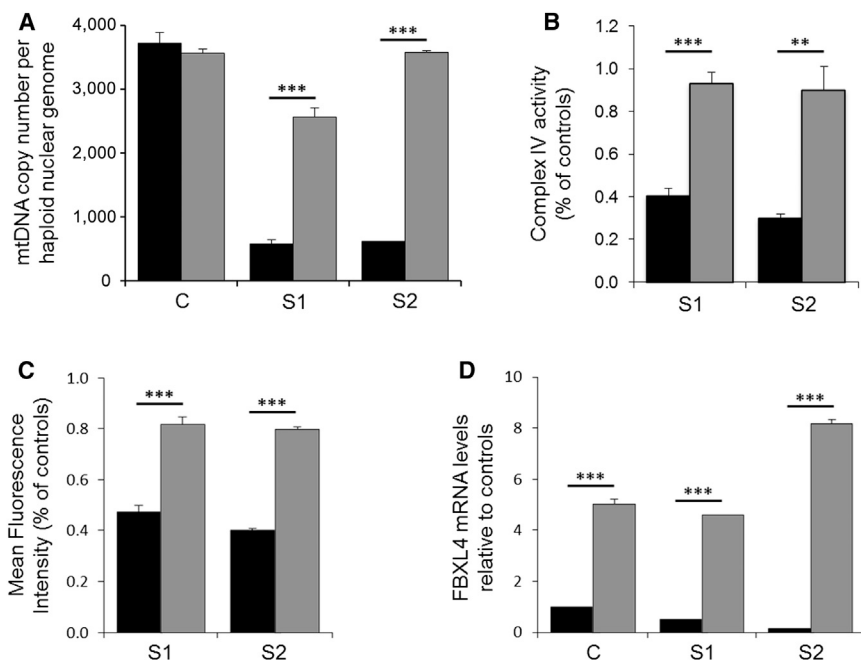 A
mtDNA copy number per
haploid nuclear genome
4,000
3,000
2,000
1,000
0
***
***
C
S1
S2
B
Complex IV activity
(% of controls)
1.2
1.0
0.8
0.6
0.4
0.2
0.0
***
**
S1
S2
C
Mean Fluorescence
Intensity (% of controls)
1.0
0.8
0.6
0.4
0.2
0.0
***
***
S1
S2
D
FBXL4 mRNA levels
relative to controls
10
8
6
4
2
0
***
***
***
C
S1
S2